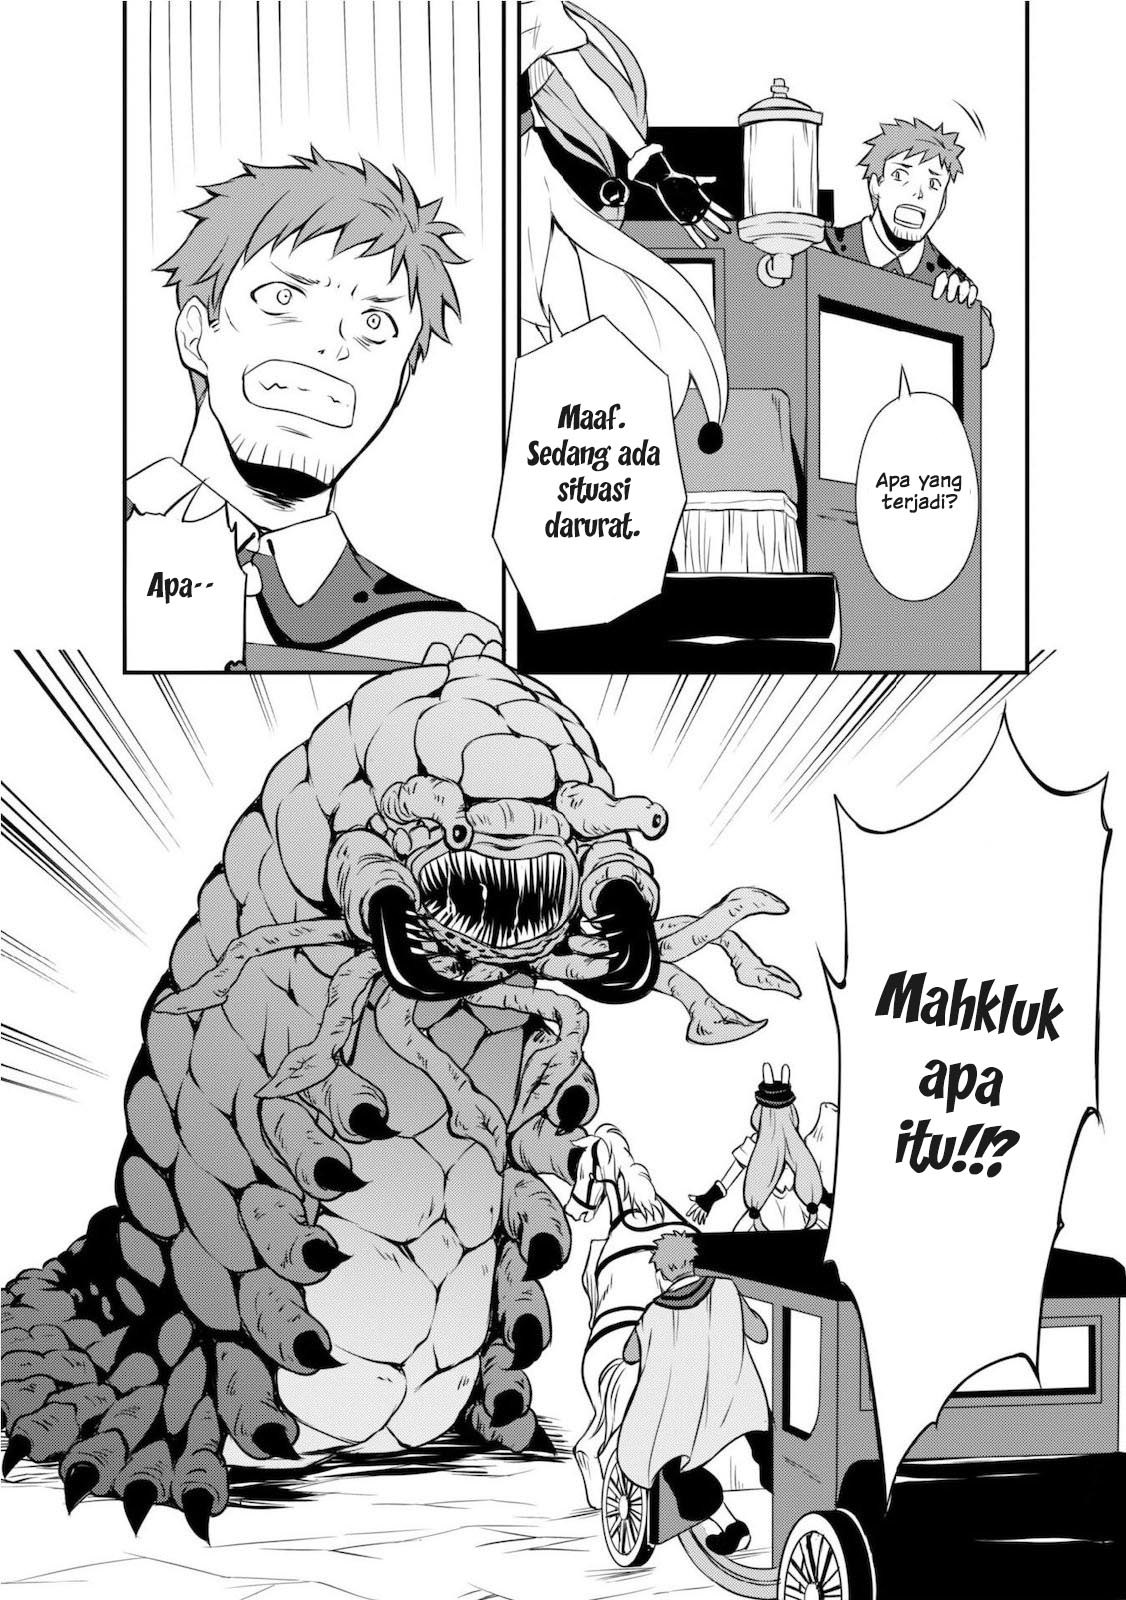 Apa yang
terjadi?
Maaf.
Sedang ada
situasi
darurat.
Apa--
Mahkluk
apa
itu!!?